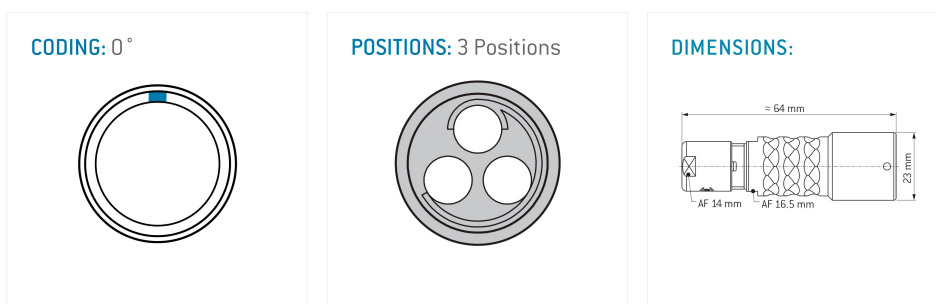 CODING: 0°
POSITIONS: 3 Positions
DIMENSIONS:
≈ 64 mm
23 mm
AF 14 mm
AF 16.5 mm